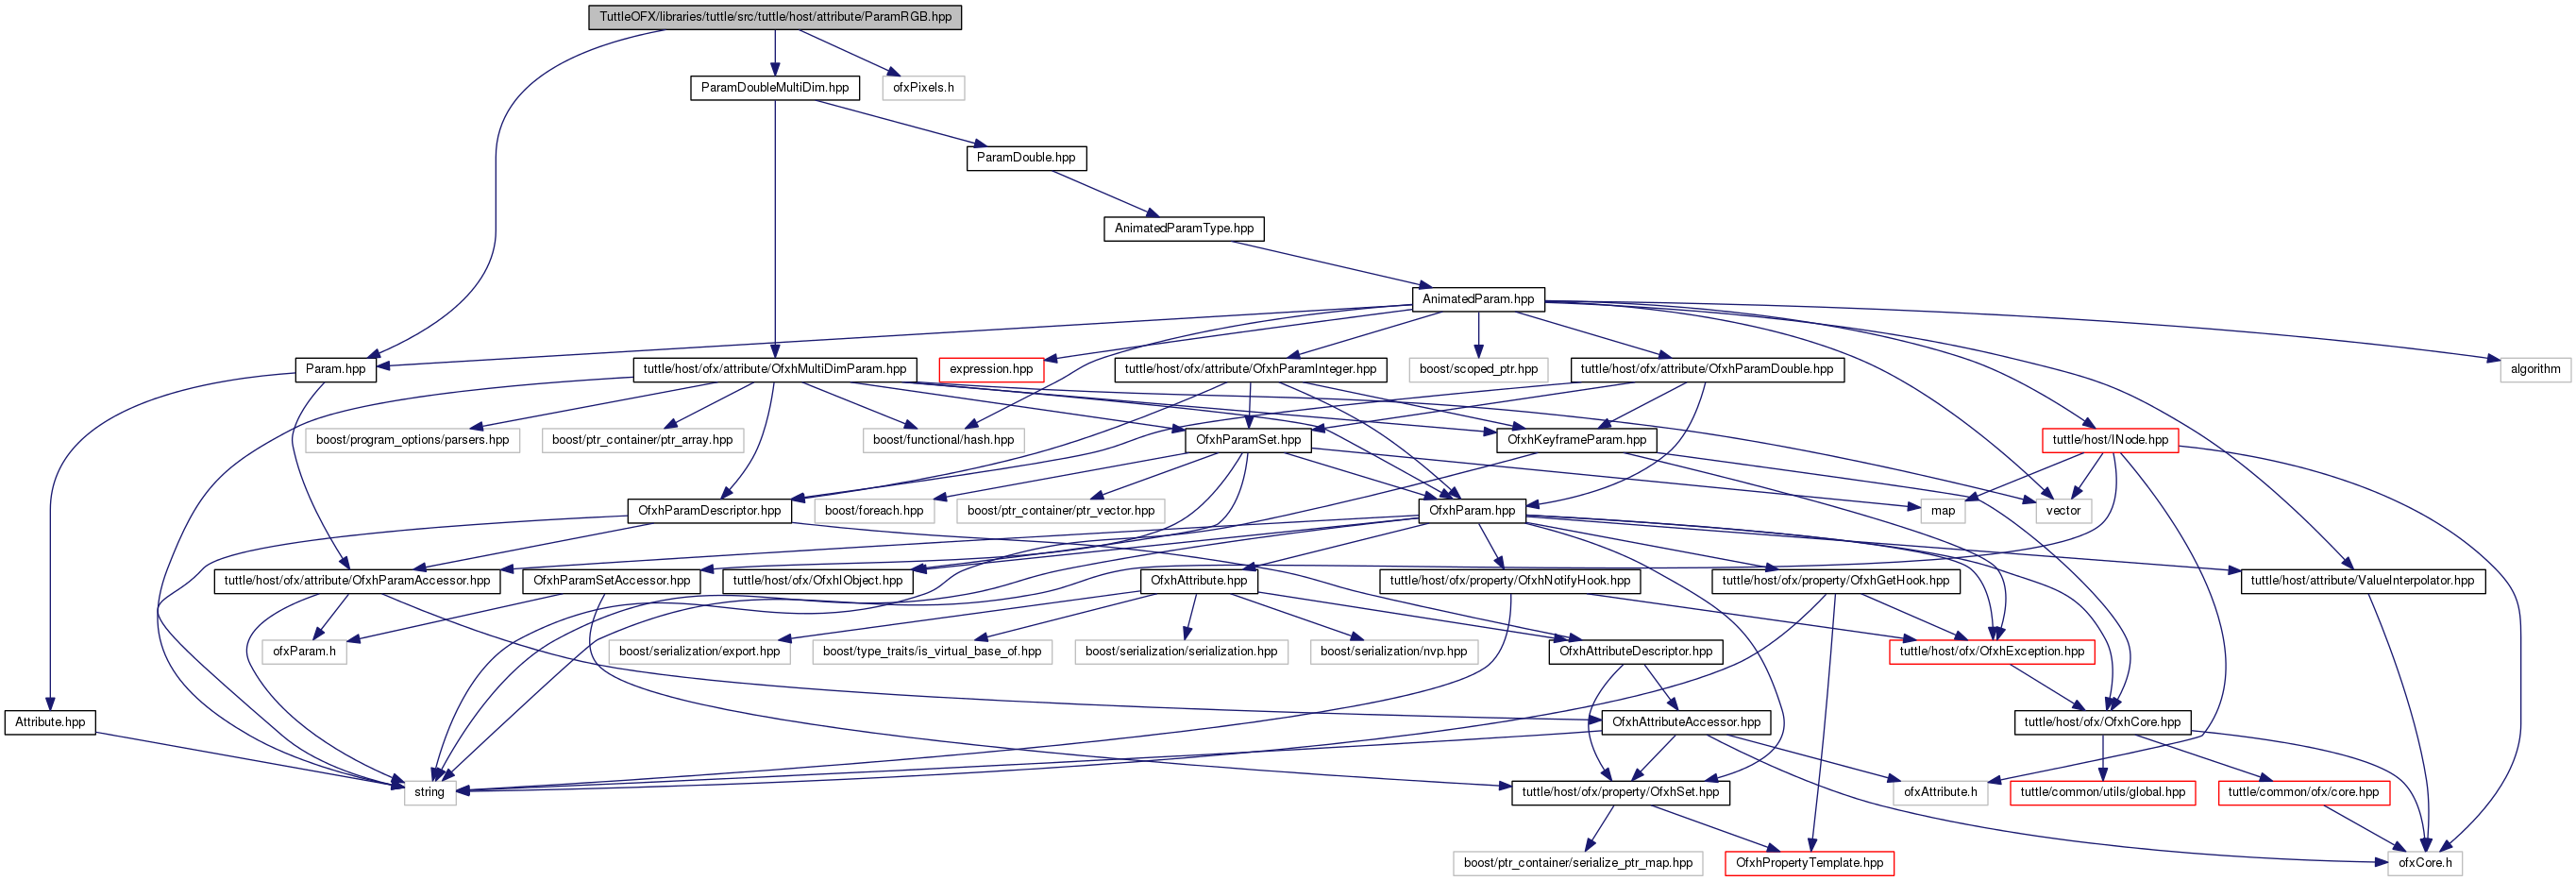 TuttleOFX/libraries/tuttle/src/tuttle/host/attribute/ParamRGB.hpp
ParamDoubleMultiDim.hpp
ofxPixels.h
ParamDouble.hpp
AnimatedParamType.hpp
AnimatedParam.hpp
Param.hpp
tuttle/host/ofx/attribute/OfxhMultiDimParam.hpp
expression.hpp
tuttle/host/ofx/attribute/OfxhParamInteger.hpp
boost/scoped_ptr.hpp
tuttle/host/ofx/attribute/OfxhParamDouble.hpp
algorithm
boost/program_options/parsers.hpp
boost/ptr_container/ptr_array.hpp
boost/functional/hash.hpp
OfxhParamSet.hpp
OfxhKeyframeParam.hpp
tuttle/host/INode.hpp
OfxhParamDescriptor.hpp
boost/foreach.hpp
boost/ptr_container/ptr_vector.hpp
OfxhParam.hpp
map
vector
tuttle/host/ofx/attribute/OfxhParamAccessor.hpp
OfxhParamSetAccessor.hpp
tuttle/host/ofx/OfxhIObject.hpp
OfxhAttribute.hpp
tuttle/host/ofx/property/OfxhNotifyHook.hpp
tuttle/host/ofx/property/OfxhGetHook.hpp
tuttle/host/attribute/ValueInterpolator.hpp
ofxParam.h
boost/serialization/export.hpp
boost/type_traits/is_virtual_base_of.hpp
boost/serialization/serialization.hpp
boost/serialization/nvp.hpp
OfxhAttributeDescriptor.hpp
tuttle/host/ofx/OfxhException.hpp
Attribute.hpp
OfxhAttributeAccessor.hpp
tuttle/host/ofx/OfxhCore.hpp
string
tuttle/host/ofx/property/OfxhSet.hpp
ofxAttribute.h
tuttle/common/utils/global.hpp
tuttle/common/ofx/core.hpp
boost/ptr_container/serialize_ptr_map.hpp
OfxhPropertyTemplate.hpp
ofxCore.h